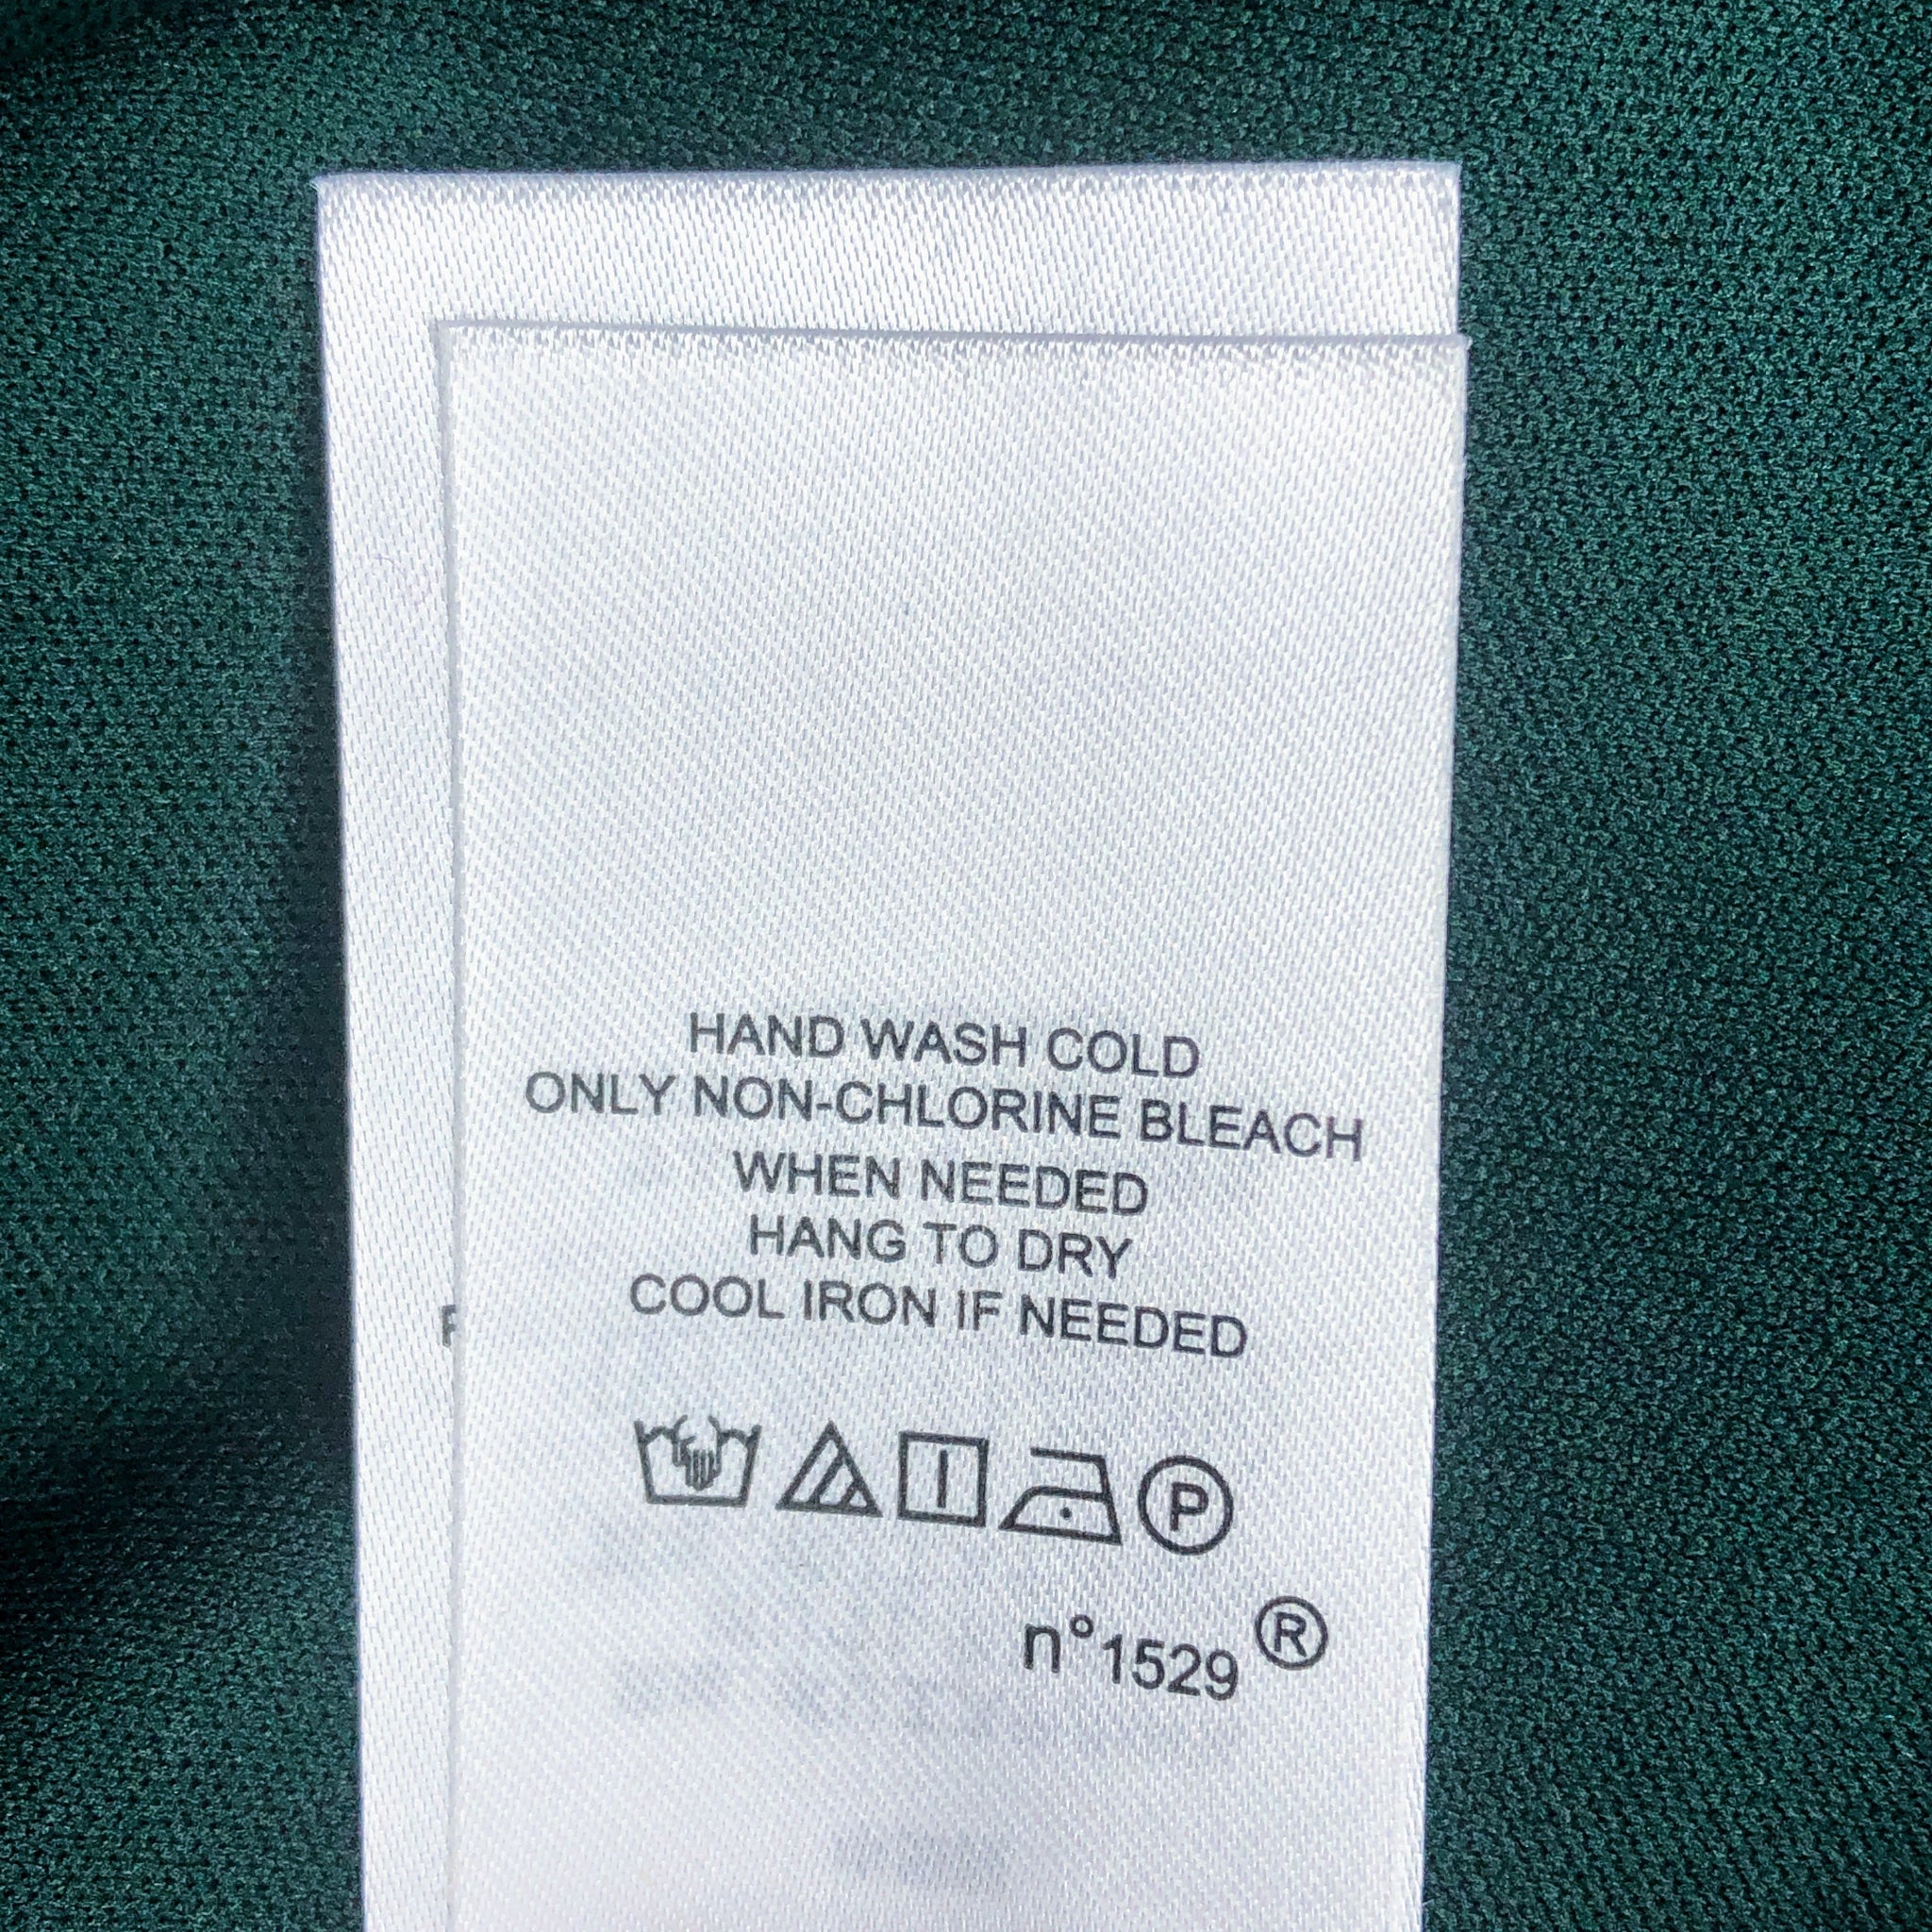 HAND WASH COLD
ONLY NON-CHLORINE BLEACH
WHEN NEEDED
HANG TO DRY
COOL IRON IF NEEDED
P
n°1529 ®